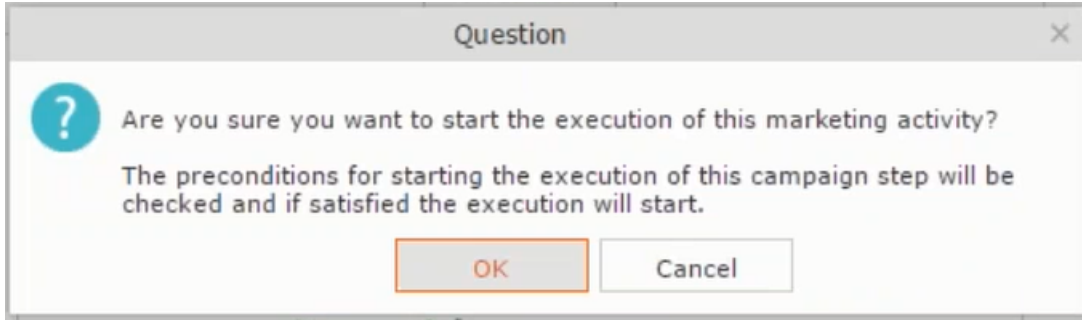 Question
Are you sure you want to start the execution of this marketing activity?
The preconditions for starting the execution of this campaign step will be
checked and if satisfied the execution will start.
OK
Cancel